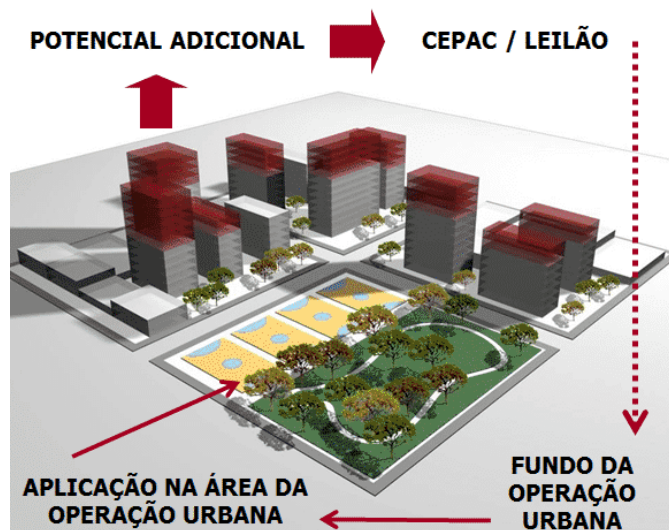 POTENCIAL ADICIONAL
CEPAC / LEILÃO
FUNDO DA
OPERAÇÃO
URBANA
APLICAÇÃO NA ÁREA DA
OPERAÇÃO URBANA